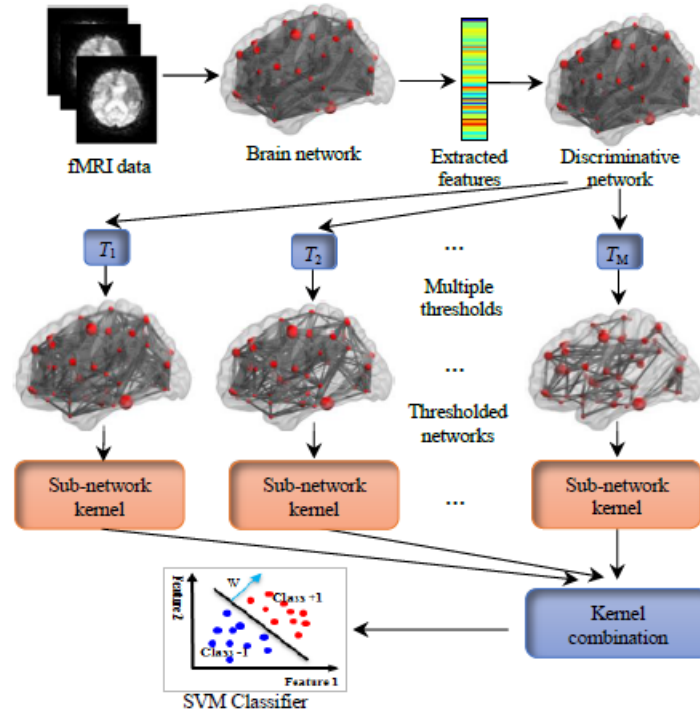 fMRI data
Brain network
Extracted
features
Discriminative
network
T1
T2
...
TM
Multiple
thresholds
...
Thresholded
networks
Sub-network
kernel
Sub-network
kernel
...
Sub-network
kernel
Feature 2
W
Class +1
Class -1
Feature 1
SVM Classifier
Kernel
combination